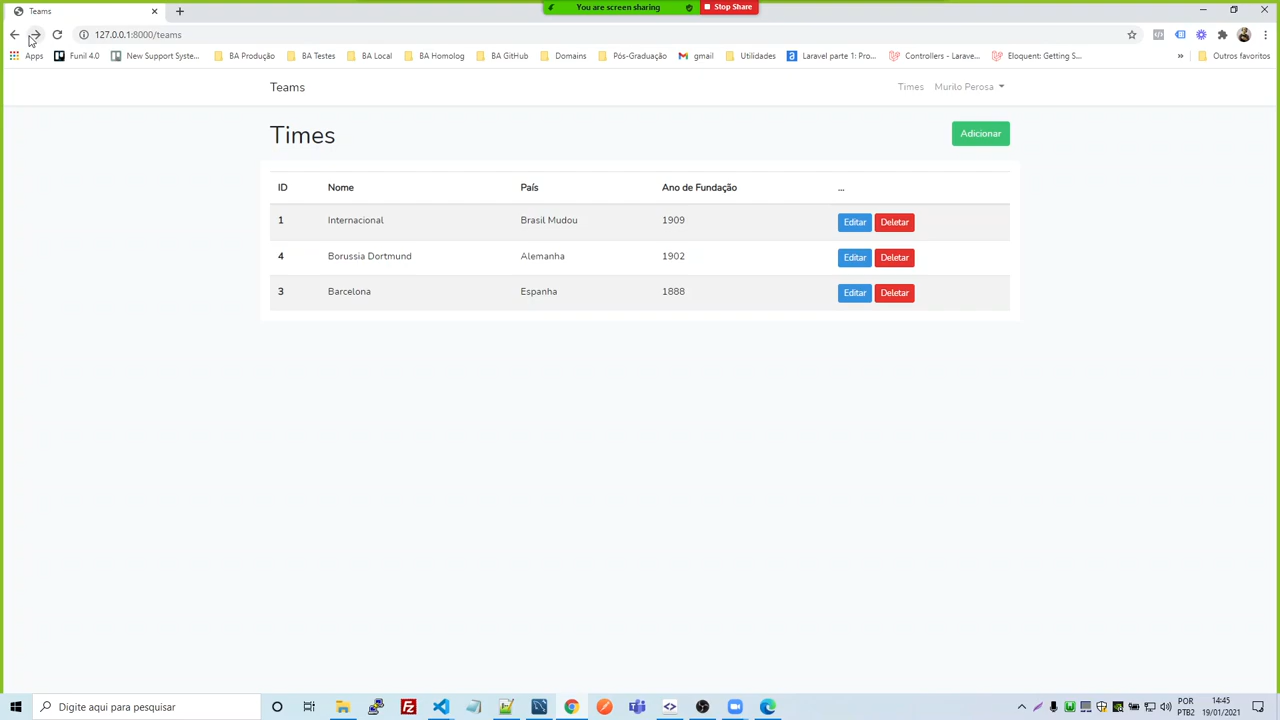 Teams
You are screen sharing
Stop Share
127.0.0.1:8000/teams
Apps
Funil 4.0
New Support Syste...
BA Produção
BA Testes
BA Local
BA Homolog
BA GitHub
Domains
Pós-Graduação
gmail
Utilidades
Laravel parte 1: Pro...
Controllers - Larave...
Eloquent: Getting S...
»
Outros favoritos
Teams
Times
Murilo Perosa
Times
Adicionar
ID Nome País Ano de Fundação ...
1 Internacional Brasil Mudou 1909 Editar Deletar
4 Borussia Dortmund Alemanha 1902 Editar Deletar
3 Barcelona Espanha 1888 Editar Deletar
Digite aqui para pesquisar
POR
PTB2
14:45
19/01/2021